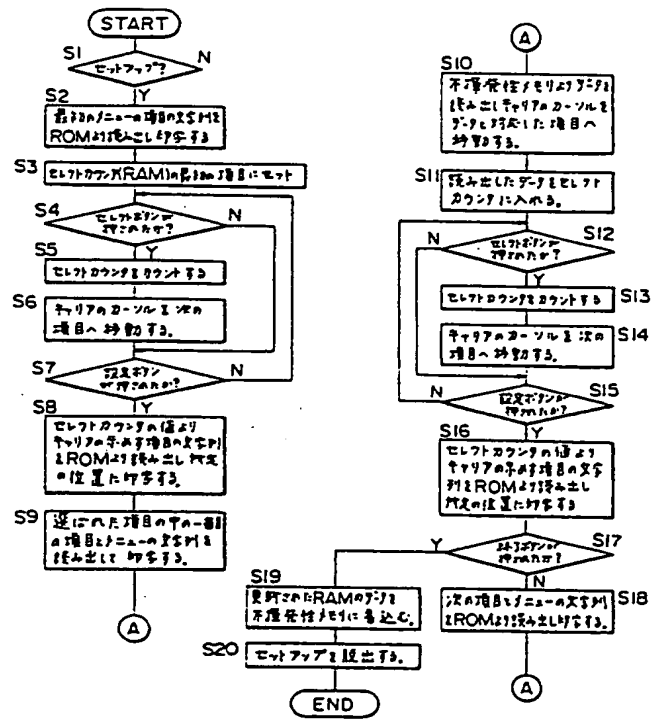 START
S1
セットアップ?
N
Y
S2
最初のメニューの項目の文字列を
ROMより読み出し印字する
S3
セレクトカウンタ(RAM)の最初の項目にセット
S4
セレクトボタンが
押されたか?
N
Y
S5
セレクトカウンタをカウントする
S6
キャリアのカーソルを次の
項目へ移動する。
S7
設定ボタン
が押されたか?
N
Y
S8
セレクトカウンタの値より
キャリアの示めす項目の文字列
をROMより読み出し所定
の位置に印字する。
S9
選ばれた項目の中の一番目
の項目とメニューの文字列を
読み出して印字する。
A
A
S10
不揮発性メモリよりデータを
読み出しキャリアのカーソルを
データと対応した項目へ
移動する。
S11
読み出したデータをセレクト
カウンタに入れる。
S12
セレクトボタンが
押されたか?
N
Y
S13
セレクトカウンタをカウントする
S14
キャリアのカーソルを次の
項目へ移動する。
S15
設定ボタンが
押されたか?
N
Y
S16
セレクトカウンタの値より
キャリアの示めす項目の文字
列をROMより読み出し
所定の位置に印字する
S17
ボタンが
押されたか?
Y
N
S18
次の項目とメニューの文字列
をROMより読み出し印字する。
A
S19
更新されたRAMのデータを
不揮発性メモリに書込む。
S20
セットアップを脱出する。
END